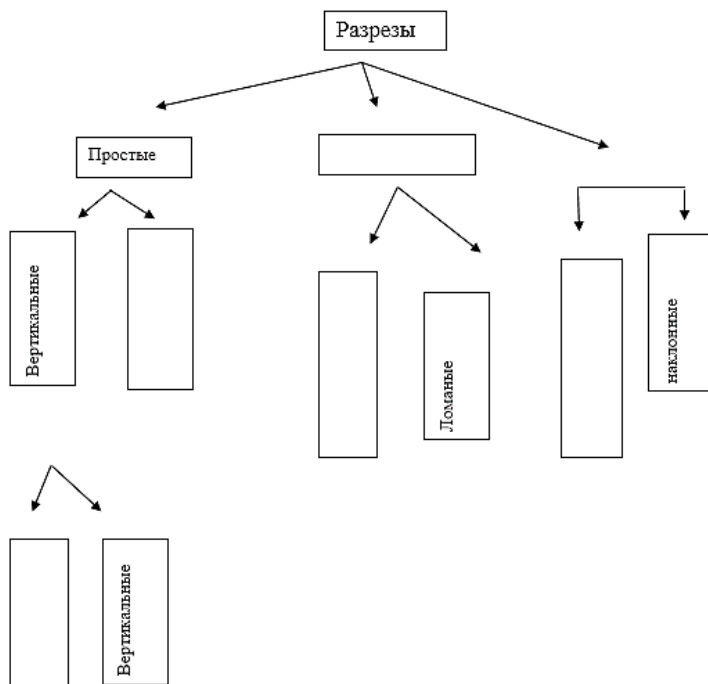 Разрезы
Простые
Вертикальные
Ломаные
наклонные
Вертикальные